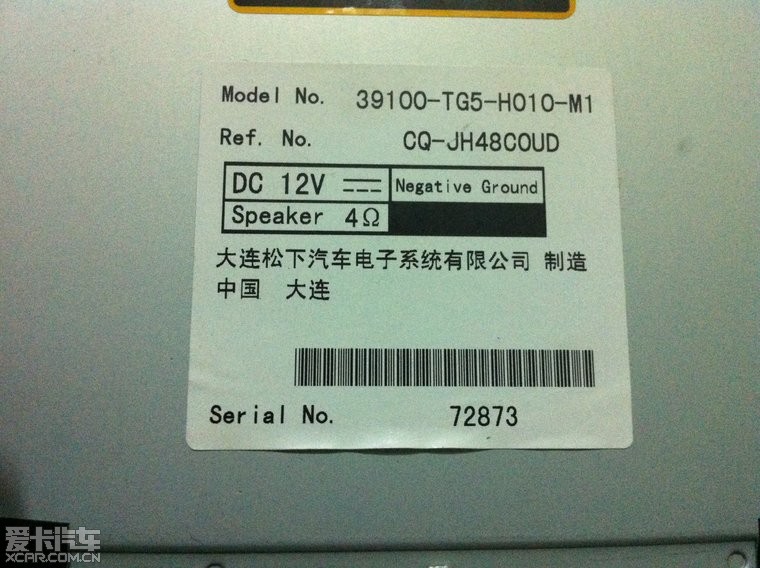 Model No. 39100-TG5-H010-M1
Ref. No. CQ-JH48C0UD
DC 12V Negative Ground
Speaker 4Ω
大连松下汽车电子系统有限公司 制造
中国 大连
Serial No. 72873
爱卡汽车
XCAR.COM.CN